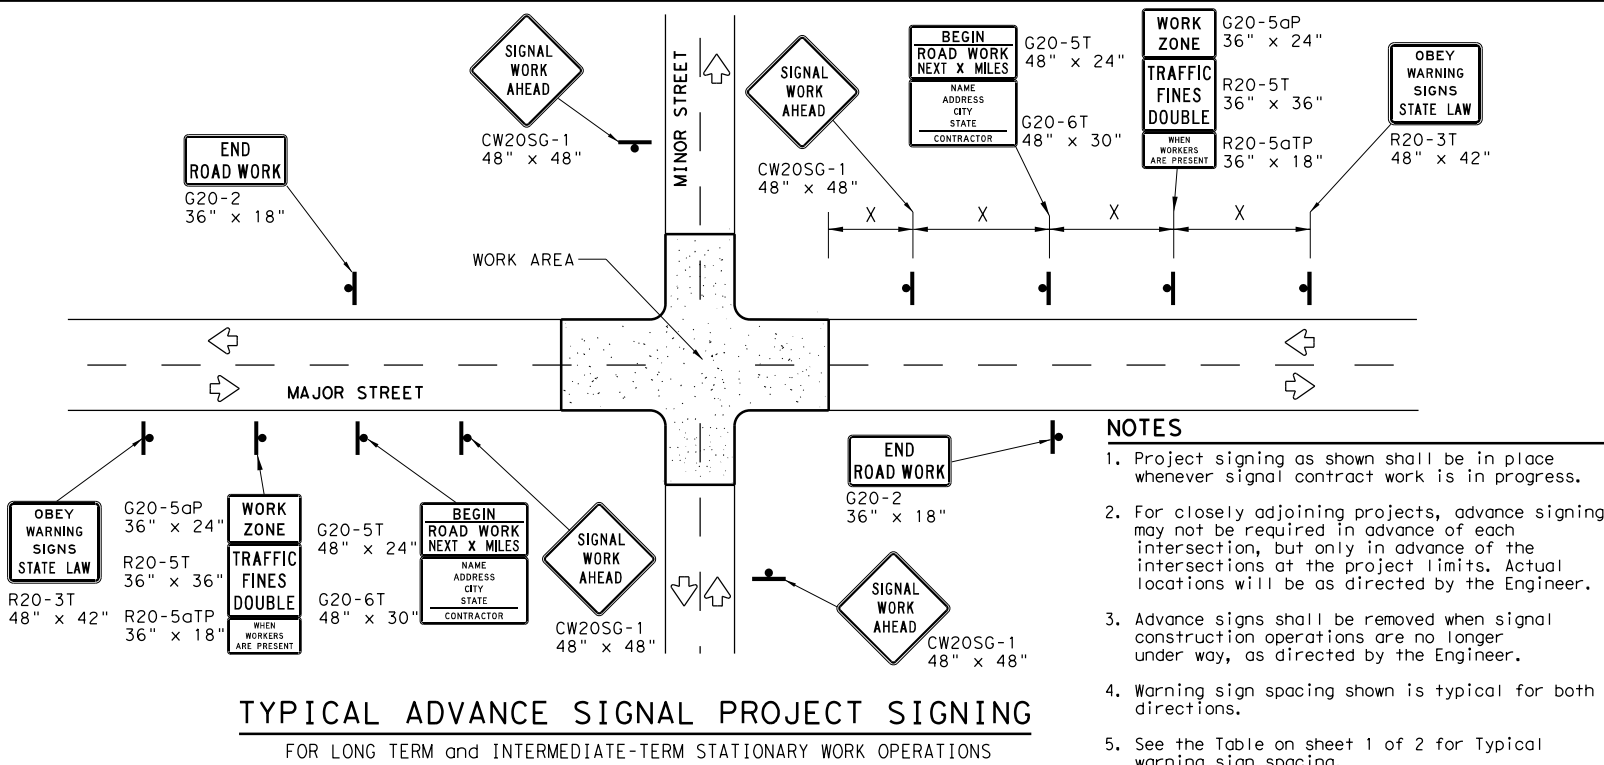 SIGNAL
WORK
AHEAD
CW20SG-1
48" x 48"
END
ROAD WORK
G20-2
36" x 18"
MINOR STREET
SIGNAL
WORK
AHEAD
CW20SG-1
48" x 48"
BEGIN
ROAD WORK
NEXT X MILES
NAME
ADDRESS
CITY
STATE
CONTRACTOR
G20-5T
48" x 24"
G20-6T
48" x 30"
WORK
ZONE
TRAFFIC
FINES
DOUBLE
WHEN
WORKERS
ARE PRESENT
G20-5aP
36" x 24"
R20-5T
36" x 36"
R20-5aTP
36" x 18"
OBEY
WARNING
SIGNS
STATE LAW
R20-3T
48" x 42"
X X X X
WORK AREA
MAJOR STREET
OBEY
WARNING
SIGNS
STATE LAW
R20-3T
48" x 42"
G20-5aP
36" x 24"
R20-5T
36" x 36"
R20-5aTP
36" x 18"
WORK
ZONE
TRAFFIC
FINES
DOUBLE
WHEN
WORKERS
ARE PRESENT
G20-5T
48" x 24"
G20-6T
48" x 30"
BEGIN
ROAD WORK
NEXT X MILES
NAME
ADDRESS
CITY
STATE
CONTRACTOR
SIGNAL
WORK
AHEAD
CW20SG-1
48" x 48"
END
ROAD WORK
G20-2
36" x 18"
SIGNAL
WORK
AHEAD
CW20SG-1
48" x 48"
TYPICAL ADVANCE SIGNAL PROJECT SIGNING
FOR LONG TERM and INTERMEDIATE-TERM STATIONARY WORK OPERATIONS
NOTES
1. Project signing as shown shall be in place
whenever signal contract work is in progress.
2. For closely adjoining projects, advance signing
may not be required in advance of each
intersection, but only in advance of the
intersections at the project limits. Actual
locations will be as directed by the Engineer.
3. Advance signs shall be removed when signal
construction operations are no longer
under way, as directed by the Engineer.
4. Warning sign spacing shown is typical for both
directions.
5. See the Table on sheet 1 of 2 for Typical
warning sign spacing.